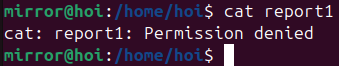 mirror@hoi:/home/hoi$ cat report1
cat: report1: Permission denied
mirror@hoi:/home/hoi$